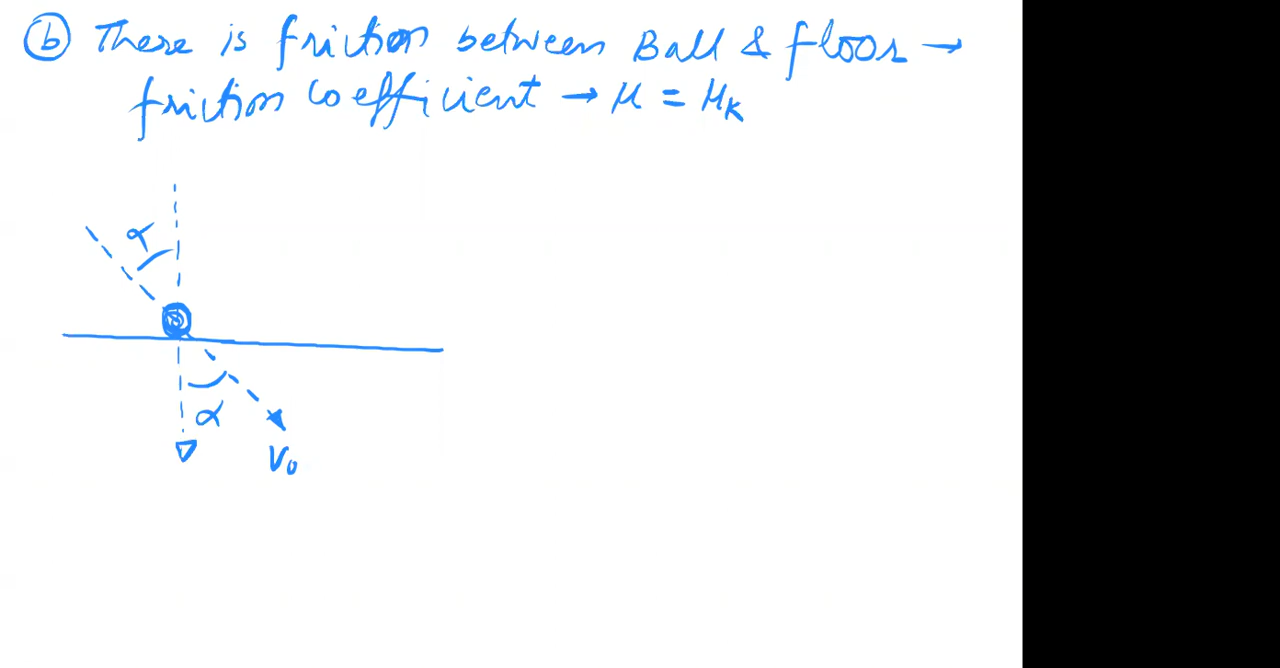 ⓑ There is friction between Ball & floor →
friction coefficient → μ = μₖ
α
α
V₀